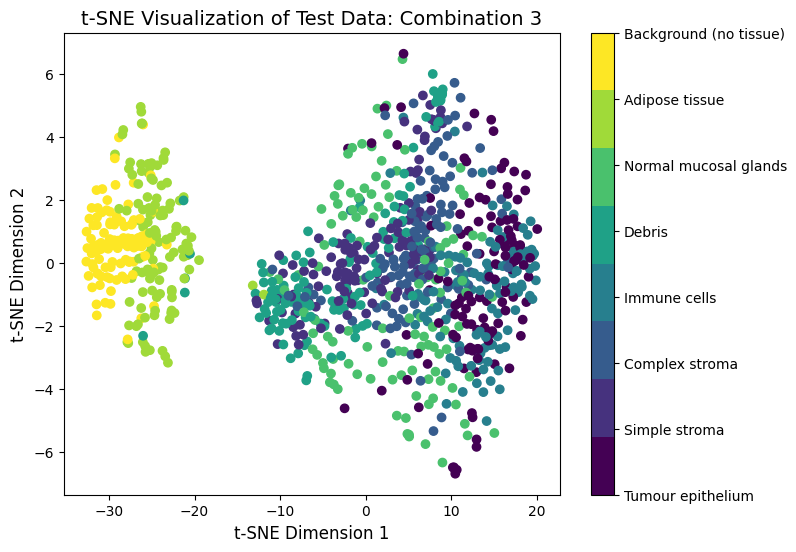 t-SNE Visualization of Test Data: Combination 3
t-SNE Dimension 2
6
4
2
0
−2
−4
−6
−30
−20
−10
0
10
20
t-SNE Dimension 1
Background (no tissue)
Adipose tissue
Normal mucosal glands
Debris
Immune cells
Complex stroma
Simple stroma
Tumour epithelium